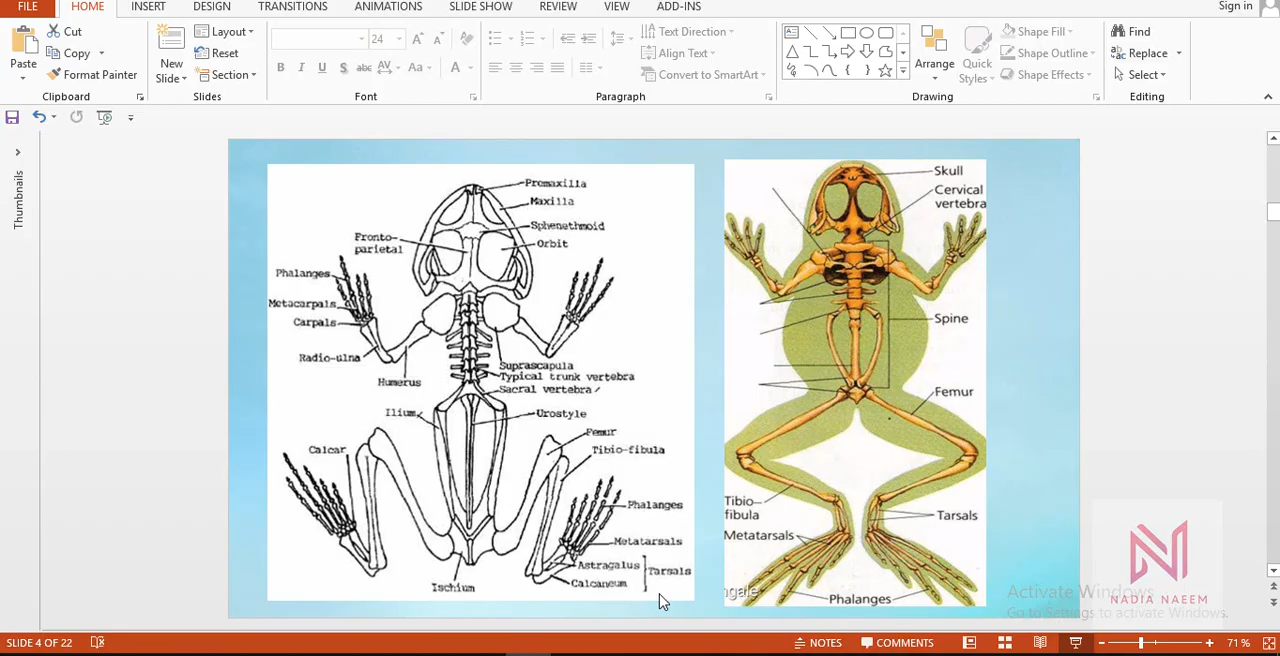 FILE HOME INSERT DESIGN TRANSITIONS ANIMATIONS SLIDE SHOW REVIEW VIEW ADD-INS Sign in
Paste
Cut
Copy
Format Painter
Clipboard
New
Slide
Layout
Reset
Section
Slides
24
B I U S abc AV Aa A
Font
Text Direction
Align Text
Convert to SmartArt
Paragraph
Arrange
Quick
Styles
Shape Fill
Shape Outline
Shape Effects
Drawing
Find
Replace
Select
Editing
Thumbnails
Premaxilla
Maxilla
Sphenethmoid
Orbit
Fronto-
parietal
Phalanges
Metacarpals
Carpals
Radio-ulna
Humerus
Suprascapula
Typical trunk vertebra
Sacral vertebra
Ilium
Urostyle
Femur
Tibio-fibula
Calcar
Phalanges
Metatarsals
Astragalus
Calcaneum
Tarsals
Ischium
Skull
Cervical
vertebra
Spine
Femur
Tibio-
fibula
Tarsals
Metatarsals
Phalanges
Activate Windows
Go to Settings to activate Windows.
NADIA NAEEM
SLIDE 4 OF 22 NOTES COMMENTS 71 %